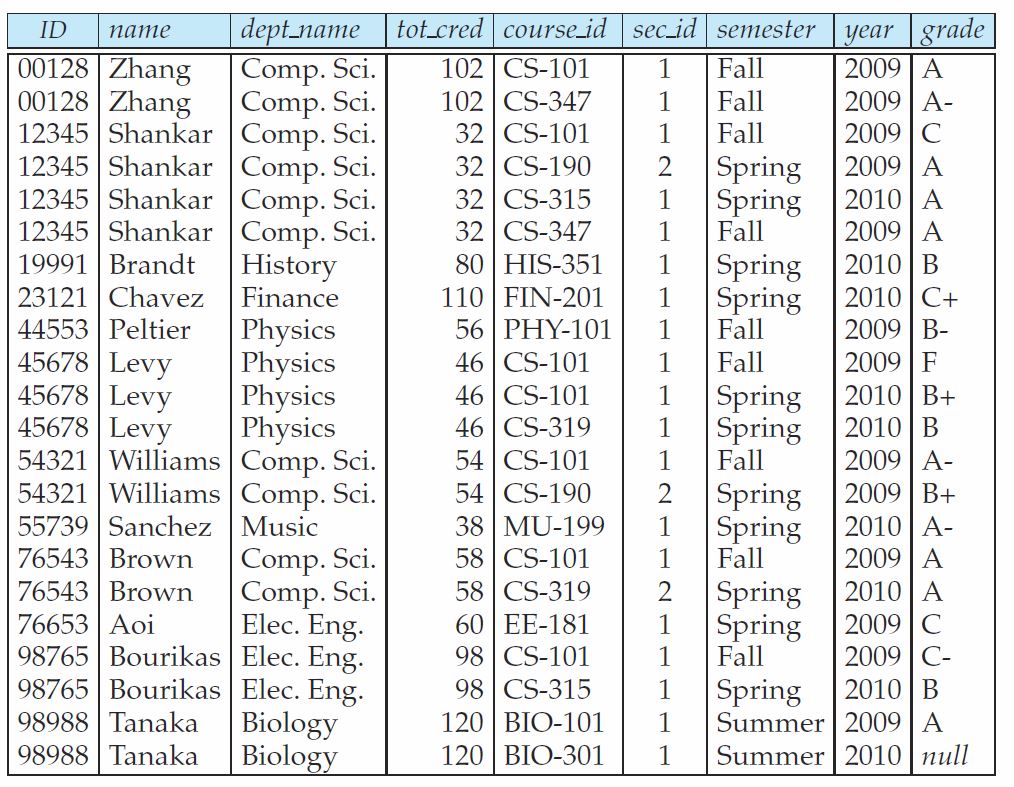 ID name dept_name tot_cred course_id sec_id semester year grade
00128 Zhang Comp. Sci. 102 CS-101 1 Fall 2009 A
00128 Zhang Comp. Sci. 102 CS-347 1 Fall 2009 A-
12345 Shankar Comp. Sci. 32 CS-101 1 Fall 2009 C
12345 Shankar Comp. Sci. 32 CS-190 2 Spring 2009 A
12345 Shankar Comp. Sci. 32 CS-315 1 Spring 2010 A
12345 Shankar Comp. Sci. 32 CS-347 1 Fall 2009 A
19991 Brandt History 80 HIS-351 1 Spring 2010 B
23121 Chavez Finance 110 FIN-201 1 Spring 2010 C+
44553 Peltier Physics 56 PHY-101 1 Fall 2009 B-
45678 Levy Physics 46 CS-101 1 Fall 2009 F
45678 Levy Physics 46 CS-101 1 Spring 2010 B+
45678 Levy Physics 46 CS-319 1 Spring 2010 B
54321 Williams Comp. Sci. 54 CS-101 1 Fall 2009 A-
54321 Williams Comp. Sci. 54 CS-190 2 Spring 2009 B+
55739 Sanchez Music 38 MU-199 1 Spring 2010 A-
76543 Brown Comp. Sci. 58 CS-101 1 Fall 2009 A
76543 Brown Comp. Sci. 58 CS-319 2 Spring 2010 A
76653 Aoi Elec. Eng. 60 EE-181 1 Spring 2009 C
98765 Bourikas Elec. Eng. 98 CS-101 1 Fall 2009 C-
98765 Bourikas Elec. Eng. 98 CS-315 1 Spring 2010 B
98988 Tanaka Biology 120 BIO-101 1 Summer 2009 A
98988 Tanaka Biology 120 BIO-301 1 Summer 2010 null